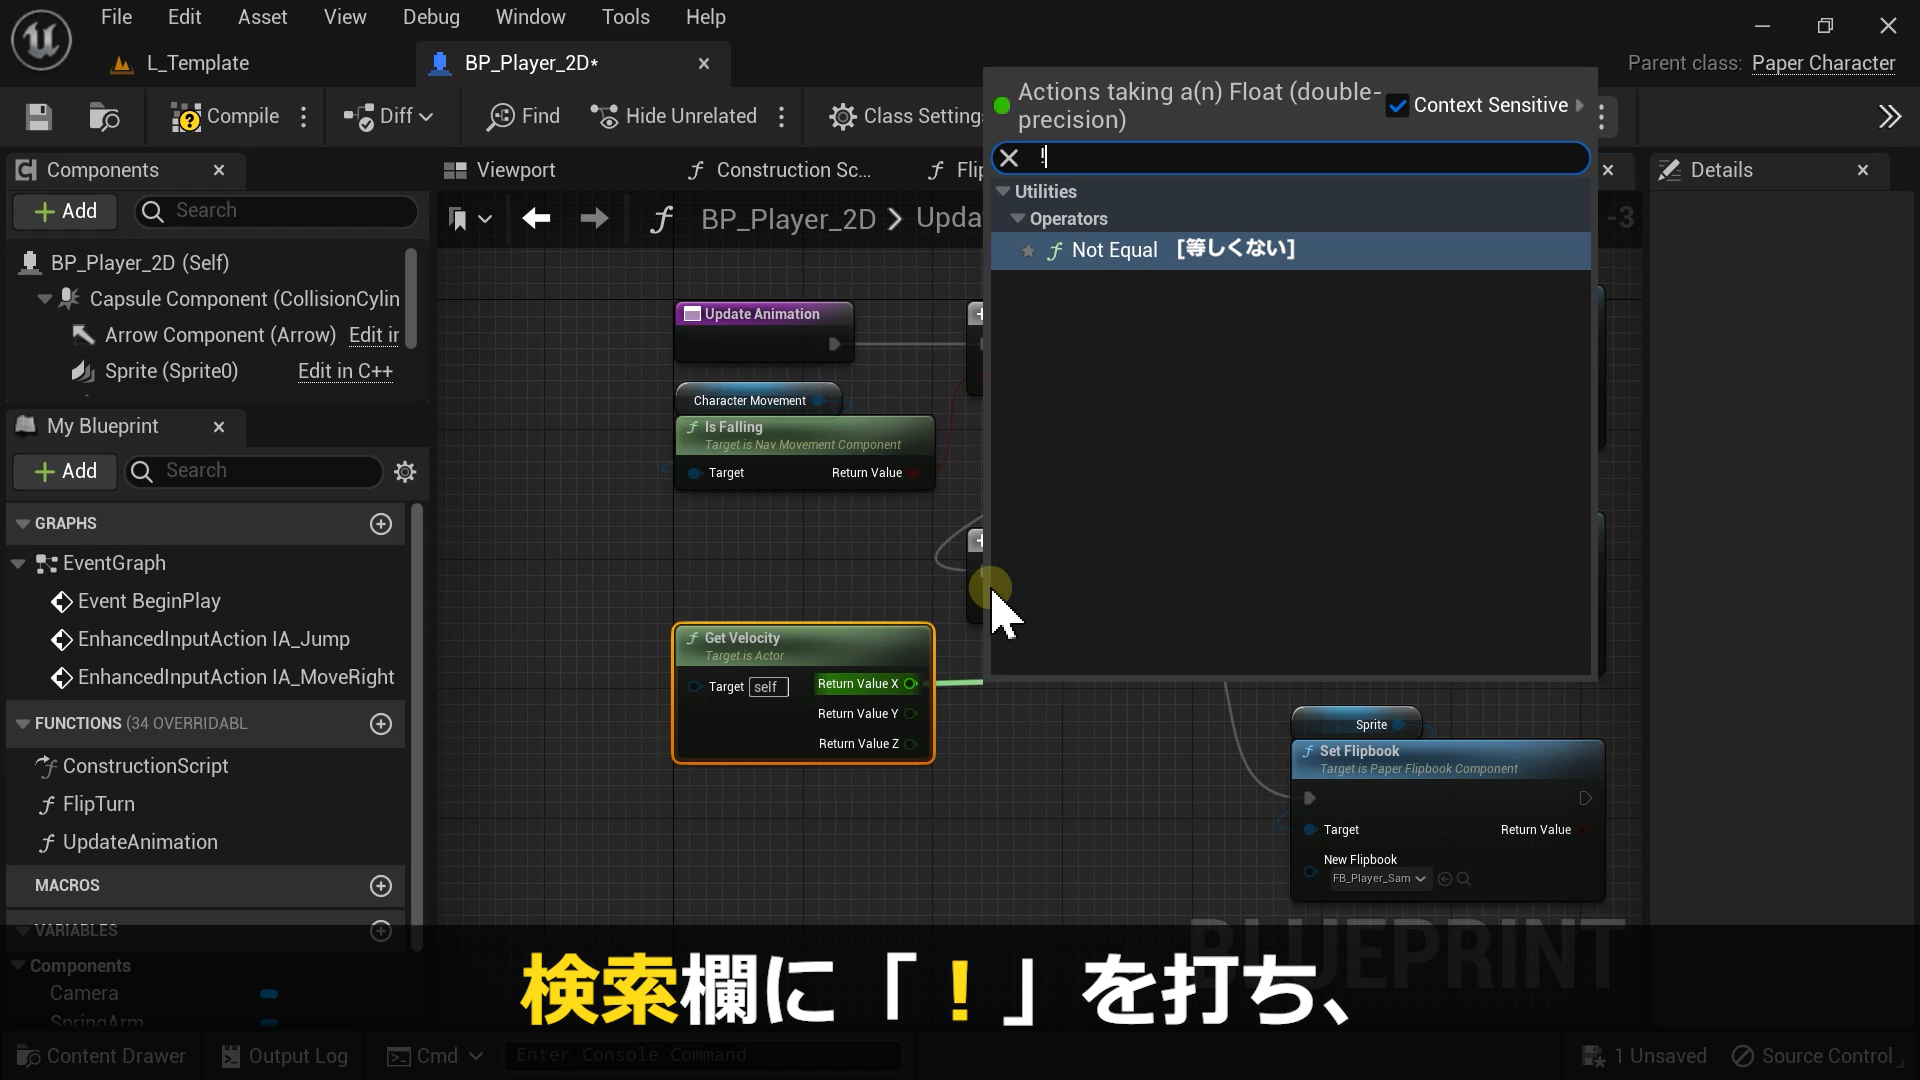 File Edit Asset View Debug Window Tools Help
L_Template
BP_Player_2D*
Parent class: Paper Character
Compile
Diff
Find
Hide Unrelated
Class Settings
Actions taking a(n) Float (double-
precision)
Context Sensitive
!
Utilities
Operators
Not Equal [等しくない]
Components
Add
Search
BP_Player_2D (Self)
Capsule Component (CollisionCylin
Arrow Component (Arrow) Edit in
Sprite (Sprite0) Edit in C++
My Blueprint
Add
Search
GRAPHS
EventGraph
Event BeginPlay
EnhancedInputAction IA_Jump
EnhancedInputAction IA_MoveRight
FUNCTIONS (34 OVERRIDABL
ConstructionScript
FlipTurn
UpdateAnimation
MACROS
VARIABLES
Components
Camera
SpringArm
Viewport
Construction Sc...
Flip
BP_Player_2D > Upda
-3
Update Animation
Character Movement
Is Falling
Target is Nav Movement Component
Target Return Value
Get Velocity
Target is Actor
Target self Return Value X
Return Value Y
Return Value Z
Sprite
Set Flipbook
Target is Paper Flipbook Component
Target Return Value
New Flipbook
FB_Player_Sam
BLUEPRINT
Details
検索欄に「！」を打ち、
Content Drawer
Output Log
Cmd
Enter Console Command
1 Unsaved
Source Control